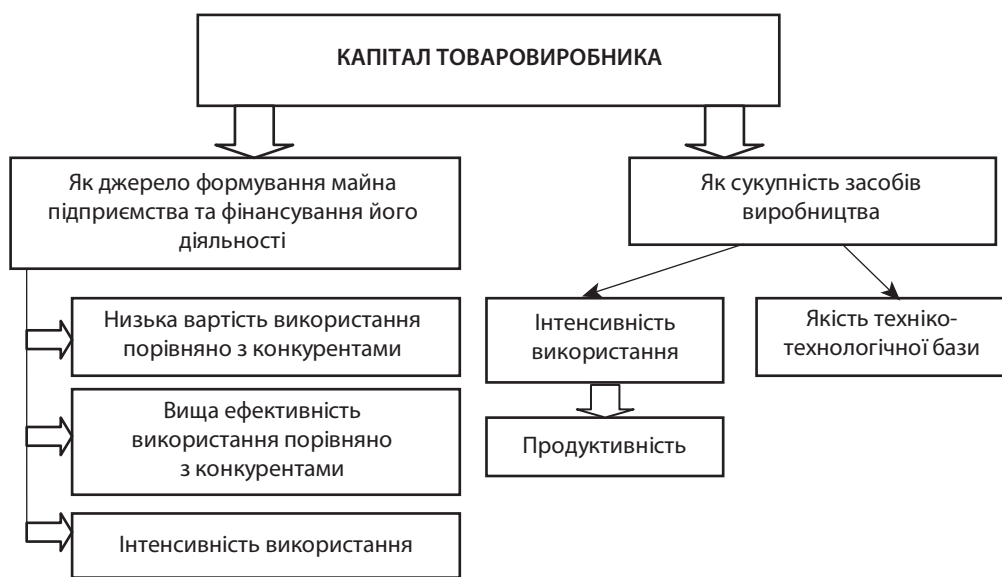 КАПІТАЛ ТОВАРОВИРОБНИКА
Як джерело формування майна
підприємства та фінансування його
діяльності
Як сукупність засобів
виробництва
Низька вартість використання
порівняно з конкурентами
Інтенсивність
використання
Якість техніко-
технологічної бази
Вища ефективність
використання порівняно
з конкурентами
Продуктивність
Інтенсивність використання